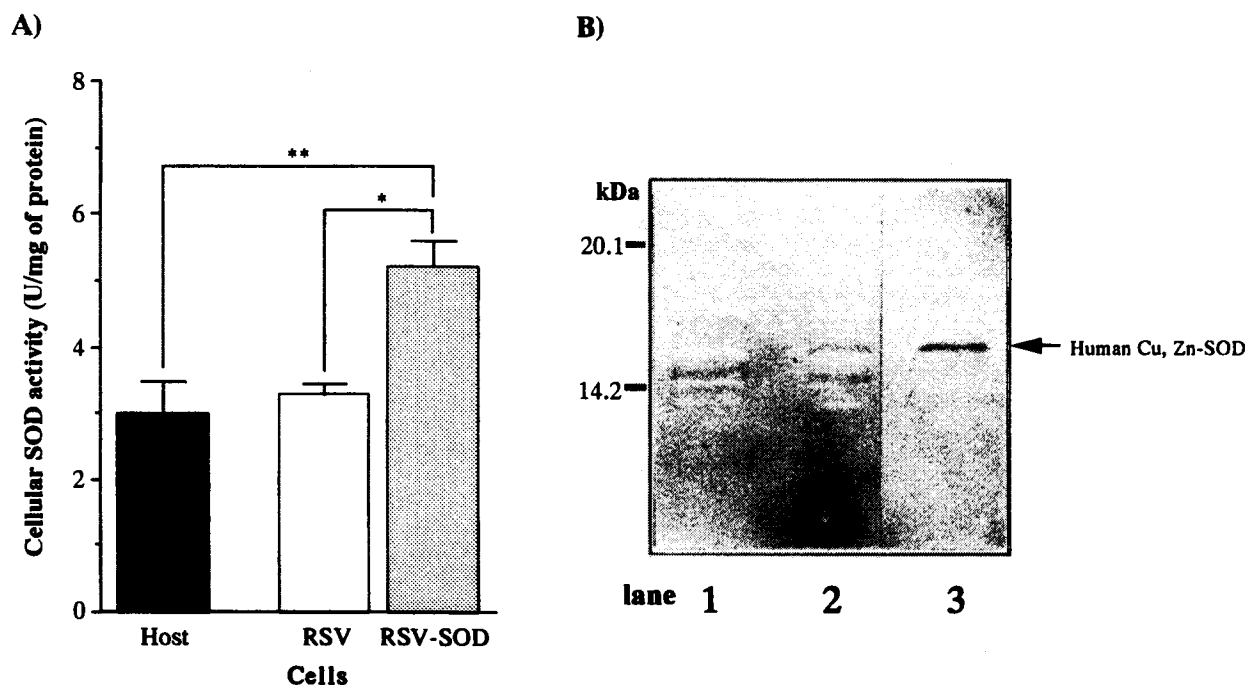 A)
Cellular SOD activity (U/mg of protein)
8
6
4
2
0
**
*
Host
RSV
RSV-SOD
Cells
B)
kDa
20.1
14.2
Human Cu, Zn-SOD
lane 1 2 3